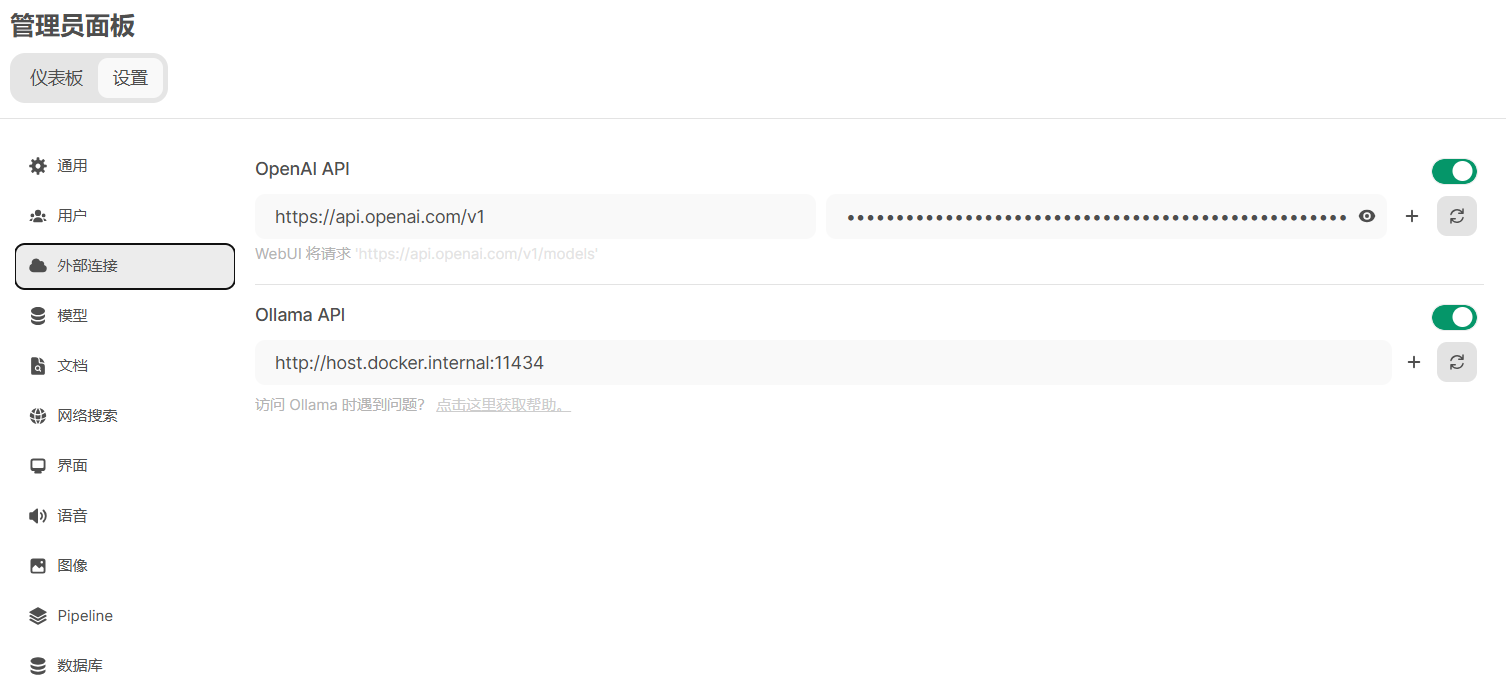 管理员面板
仪表板 设置
通用
用户
外部连接
模型
文档
网络搜索
界面
语音
图像
Pipeline
数据库
OpenAI API
https://api.openai.com/v1 ••••••••••••••••••••••••••••••••••••••••••••••••••• +
WebUI 将请求 'https://api.openai.com/v1/models'
Ollama API
http://host.docker.internal:11434 +
访问 Ollama 时遇到问题? 点击这里获取帮助。